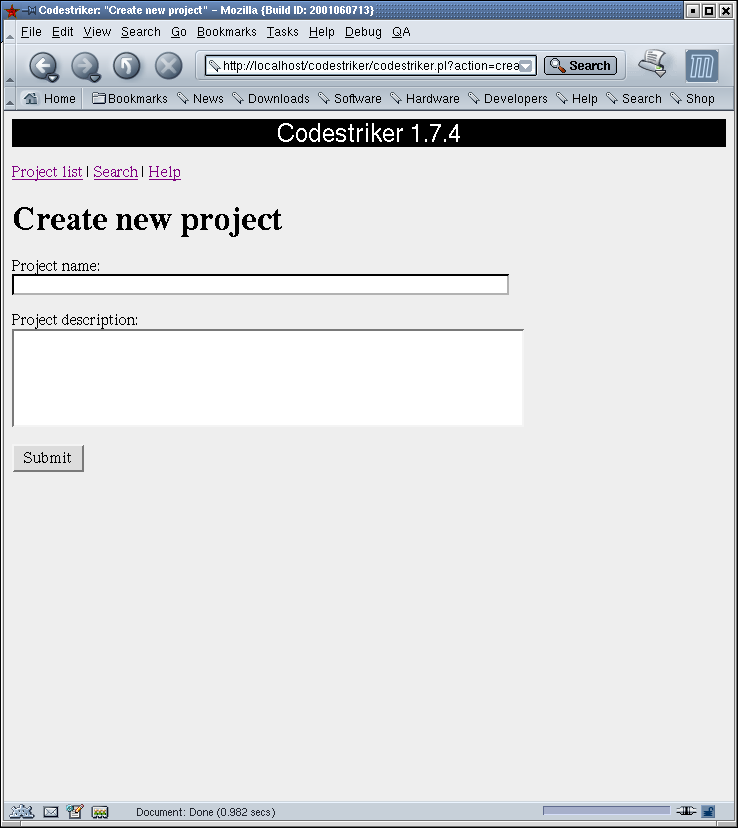 Codestriker: "Create new project" - Mozilla {Build ID: 2001060713}
File Edit View Search Go Bookmarks Tasks Help Debug QA
http://localhost/codestriker/codestriker.pl?action=crea Search
Home Bookmarks News Downloads Software Hardware Developers Help Search Shop
Codestriker 1.7.4
Project list | Search | Help
Create new project
Project name:
Project description:
Submit
Document: Done (0.982 secs)